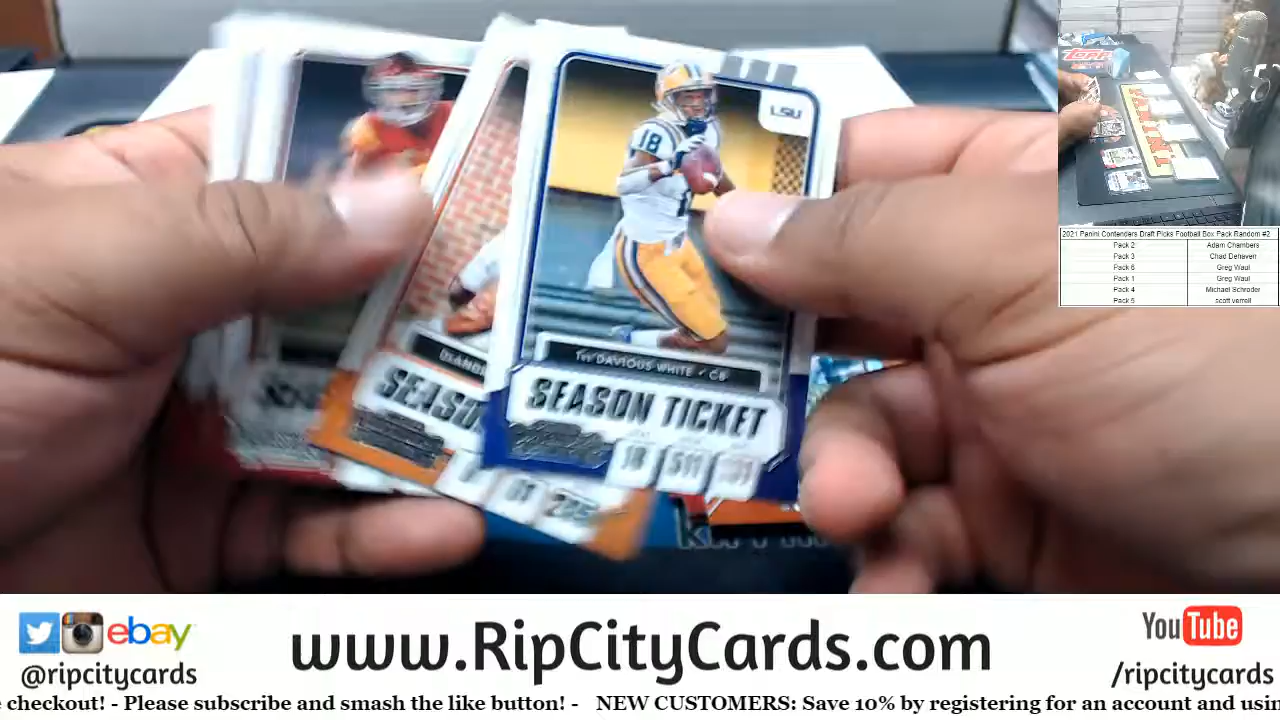 LSU
18
Tre'DAVIOUS WHITE / CB
SEASON TICKET
18 511
SEASO
2021 Panini Contenders Draft Picks Football Box Pack Random #2
Pack 2 Adam Chambers
Pack 3 Chad Dehaven
Pack 6 Greg Waul
Pack 1 Greg Waul
Pack 4 Michael Schroder
Pack 5 scott verrell
ebay
@ripcitycards
www.RipCityCards.com
YouTube
/ripcitycards
checkout! - Please subscribe and smash the like button! - NEW CUSTOMERS: Save 10% by registering for an account and usin